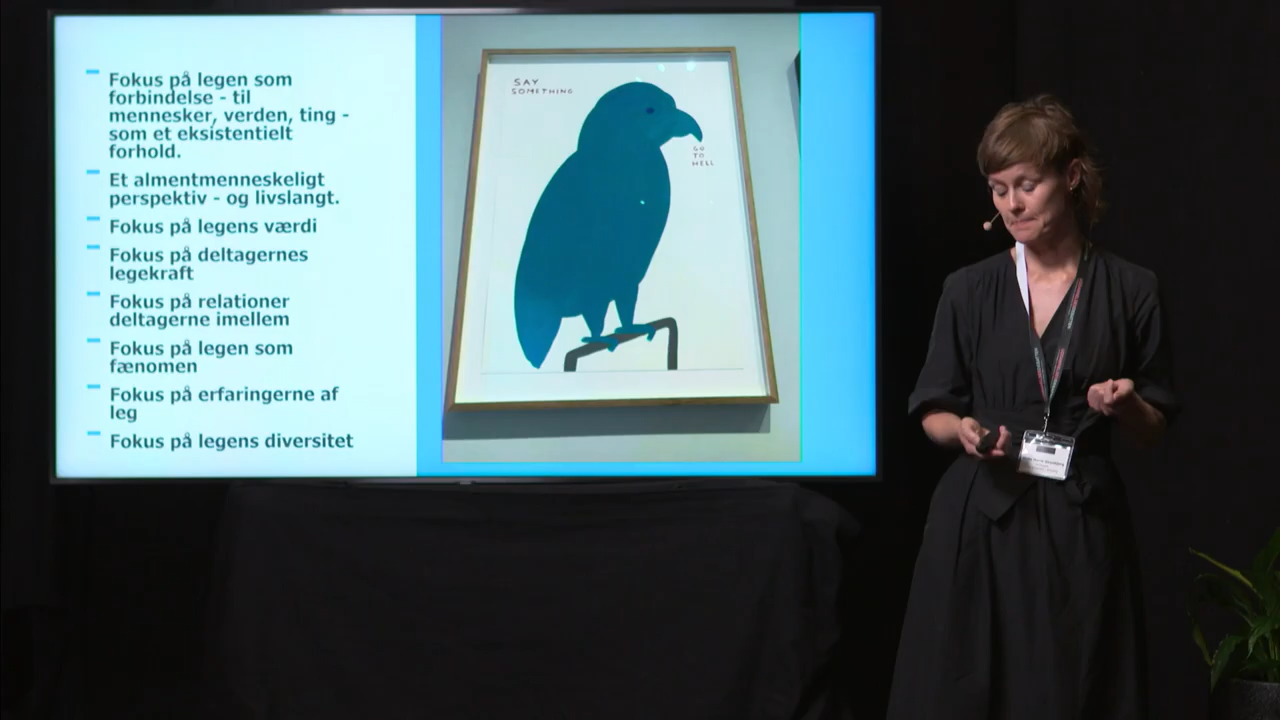 Fokus på legen som
forbindelse - til
mennesker, verden, ting -
som et eksistentielt
forhold.
Et almentmenneskeligt
perspektiv - og livslangt.
Fokus på legens værdi
Fokus på deltagernes
legekraft
Fokus på relationer
deltagerne imellem
Fokus på legen som
fænomen
Fokus på erfaringerne af
leg
Fokus på legens diversitet
SAY
SOMETHING
GO
TO
HELL